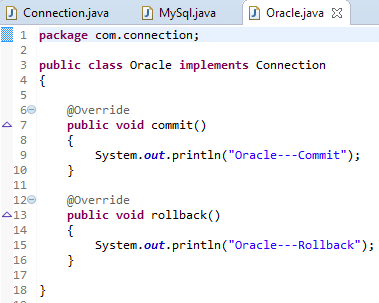 Connection.java MySql.java Oracle.java
1 package com.connection;
2
3 public class Oracle implements Connection
4 {
5
6 @Override
7 public void commit()
8 {
9 System.out.println("Oracle---Commit");
10 }
11
12 @Override
13 public void rollback()
14 {
15 System.out.println("Oracle---Rollback");
16 }
17
18 }